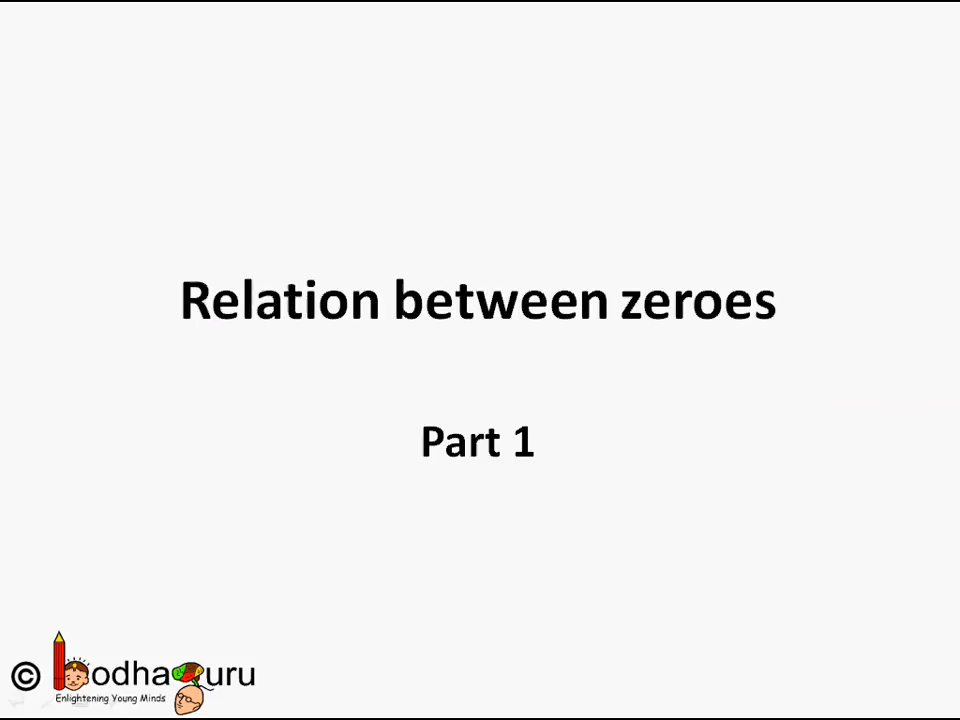 Relation between zeroes
Part 1
© bodhaguru
Enlightening Young Minds